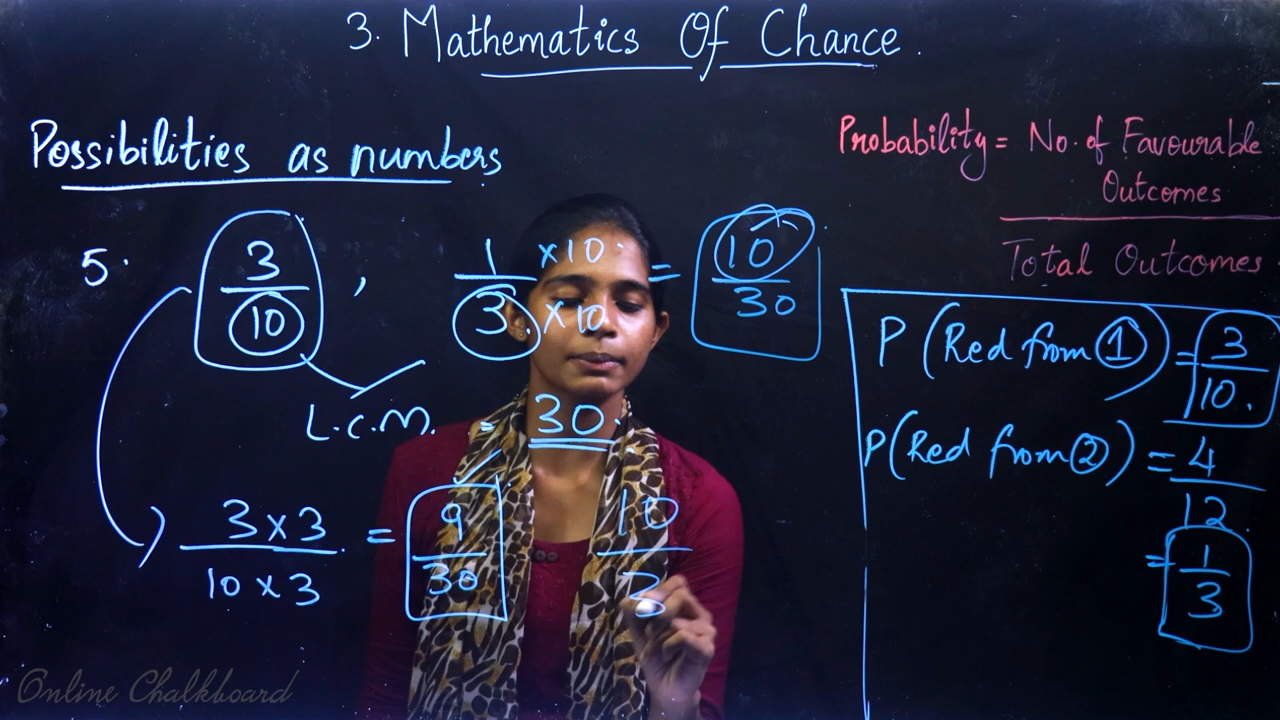 3. Mathematics Of Chance.
Possibilities as numbers
Probability = No. of Favourable
Outcomes
Total Outcomes
5.
3
10
,
1 ×10
3 ×10
=
10
30
L.C.M. = 30
3 × 3
10 × 3
=
9
30
10
3
P (Red from 1) = 3
10.
P (Red from 2) = 4
12.
= 1
3
Online Chalkboard